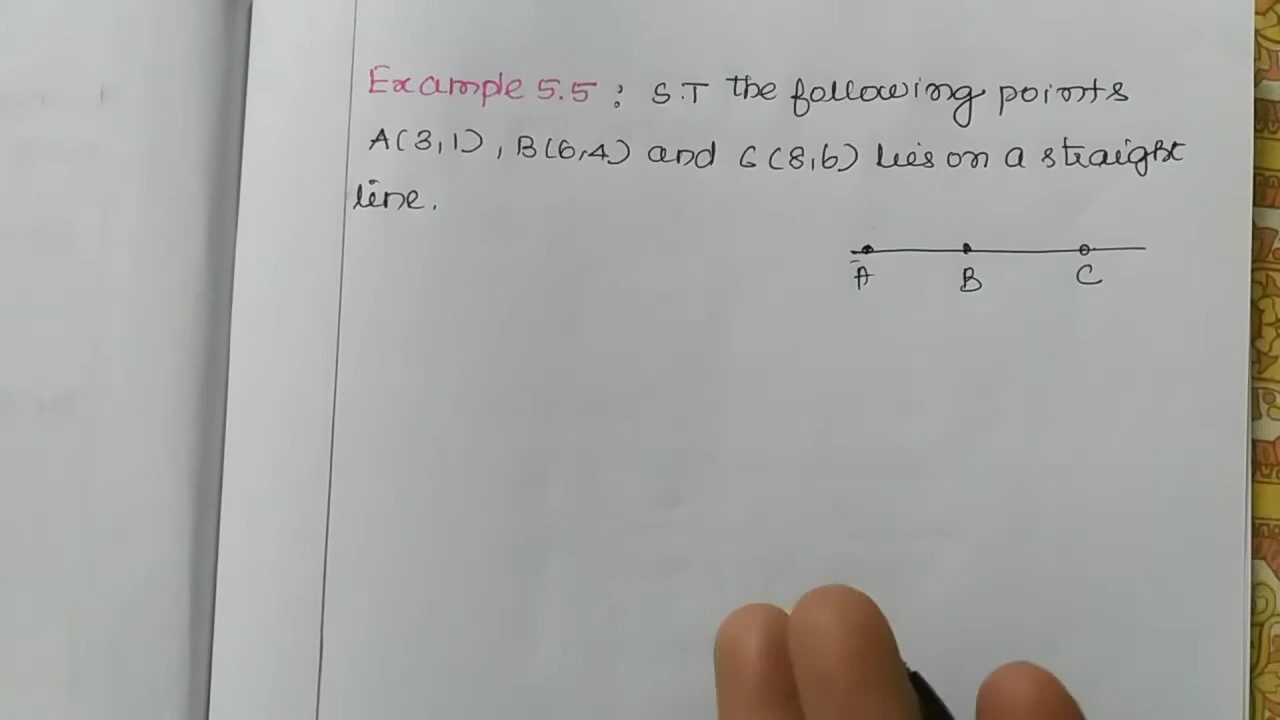 Example 5.5 : S.T the following points
A(3,1), B(6,4) and C(8,6) lies on a straight
line.
A B C